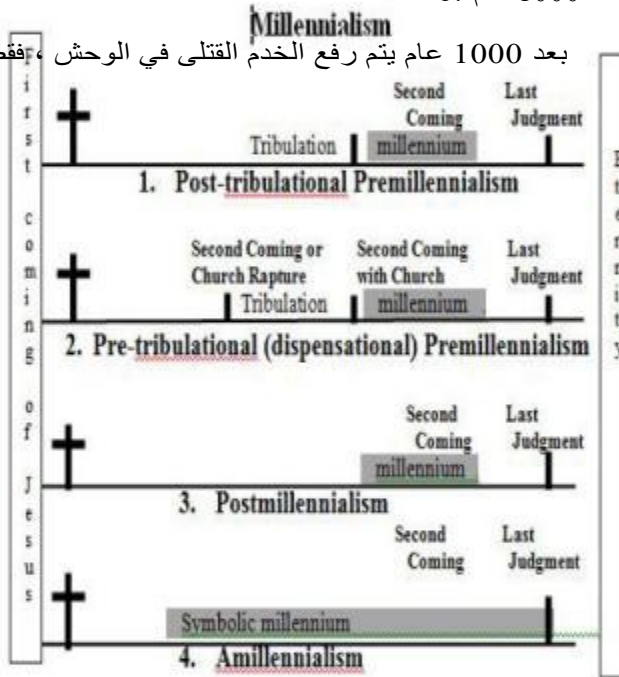 Millennialism
بعد 1000 عام يتم رفع الخدم القتلى في الوحش ، فقط
First coming of Jesus
Second Last
Coming Judgment
Tribulation millennium
1. Post-tribulational Premillennialism
Second Coming or Second Coming Last
Church Rapture with Church Judgment
Tribulation millennium
2. Pre-tribulational (dispensational) Premillennialism
Second Last
Coming Judgment
millennium
3. Postmillennialism
Second Last
Coming Judgment
Symbolic millennium
4. Amillennialism